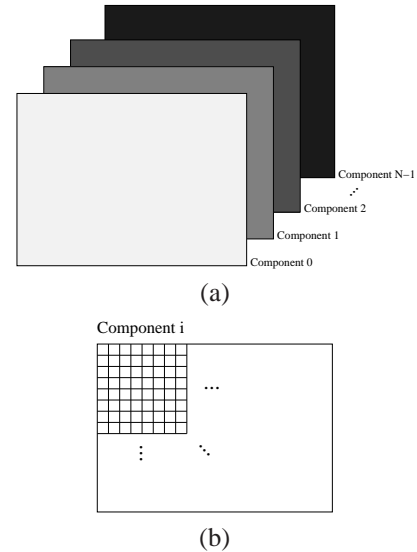 Component N−1
⋰
Component 2
Component 1
Component 0
(a)
Component i
...
⋮ ⋱
(b)